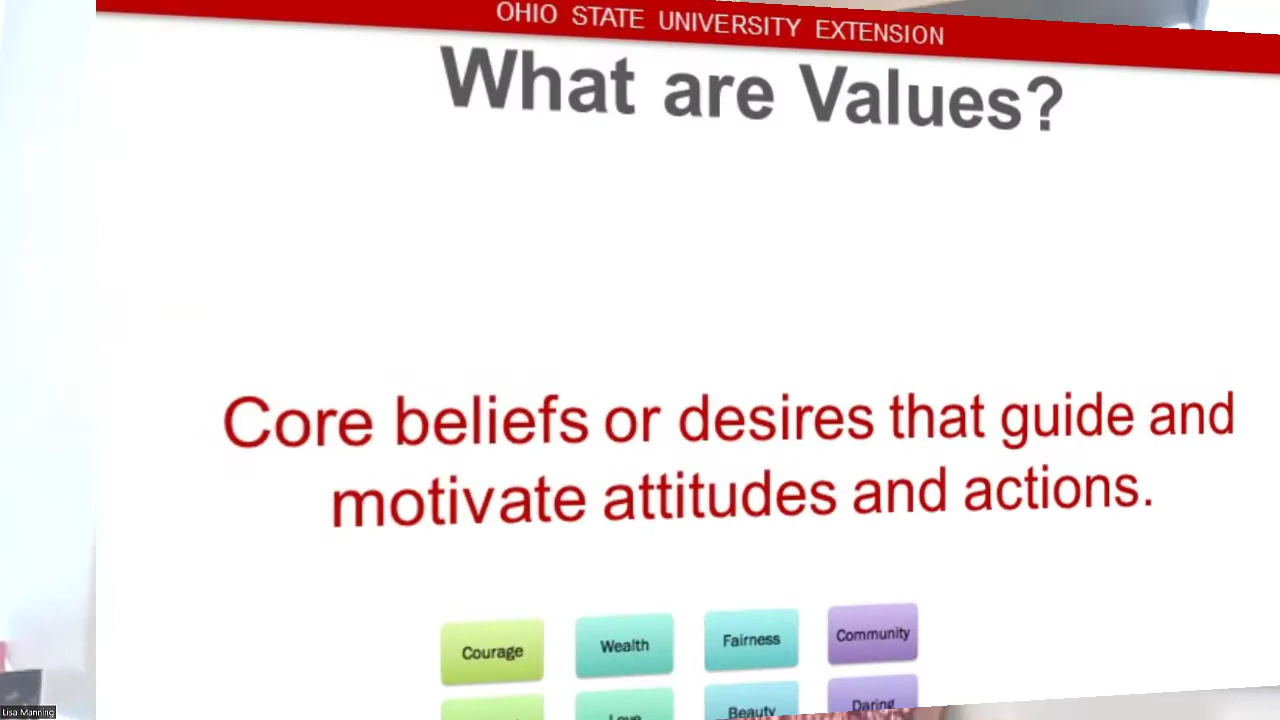 OHIO STATE UNIVERSITY EXTENSION
What are Values?
Core beliefs or desires that guide and
motivate attitudes and actions.
Courage Wealth Fairness Community
Love Beauty Daring
Lisa Manning